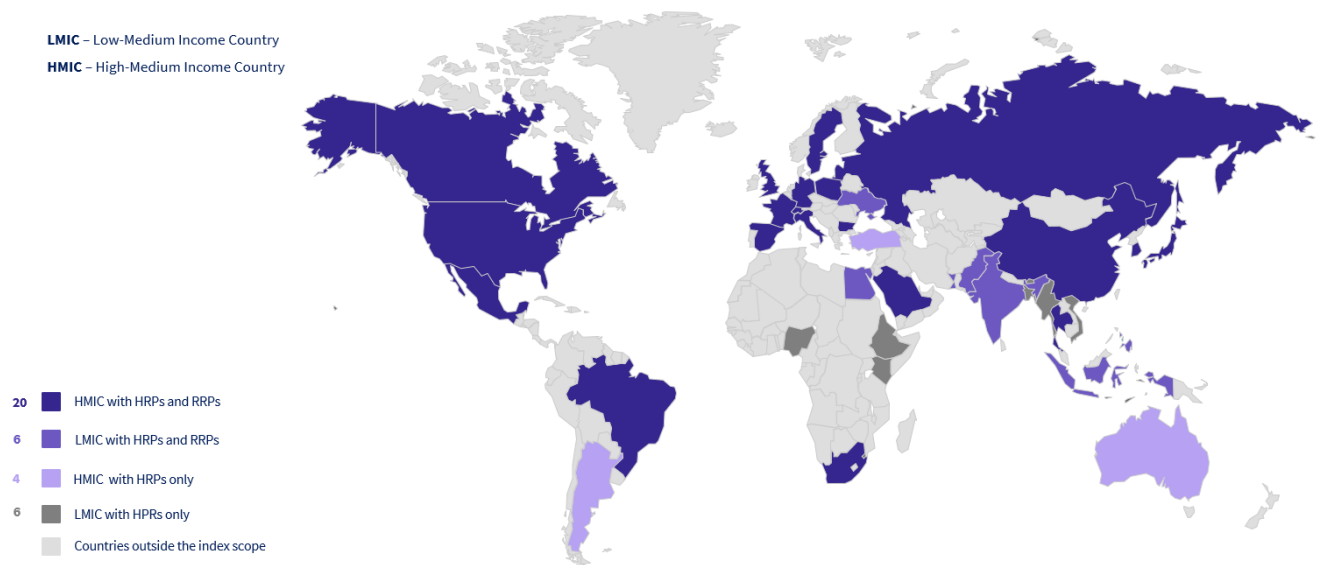 LMIC – Low-Medium Income Country
HMIC – High-Medium Income Country
20 HMIC with HRPs and RRPs
6 LMIC with HRPs and RRPs
4 HMIC with HRPs only
6 LMIC with HPRs only
Countries outside the index scope